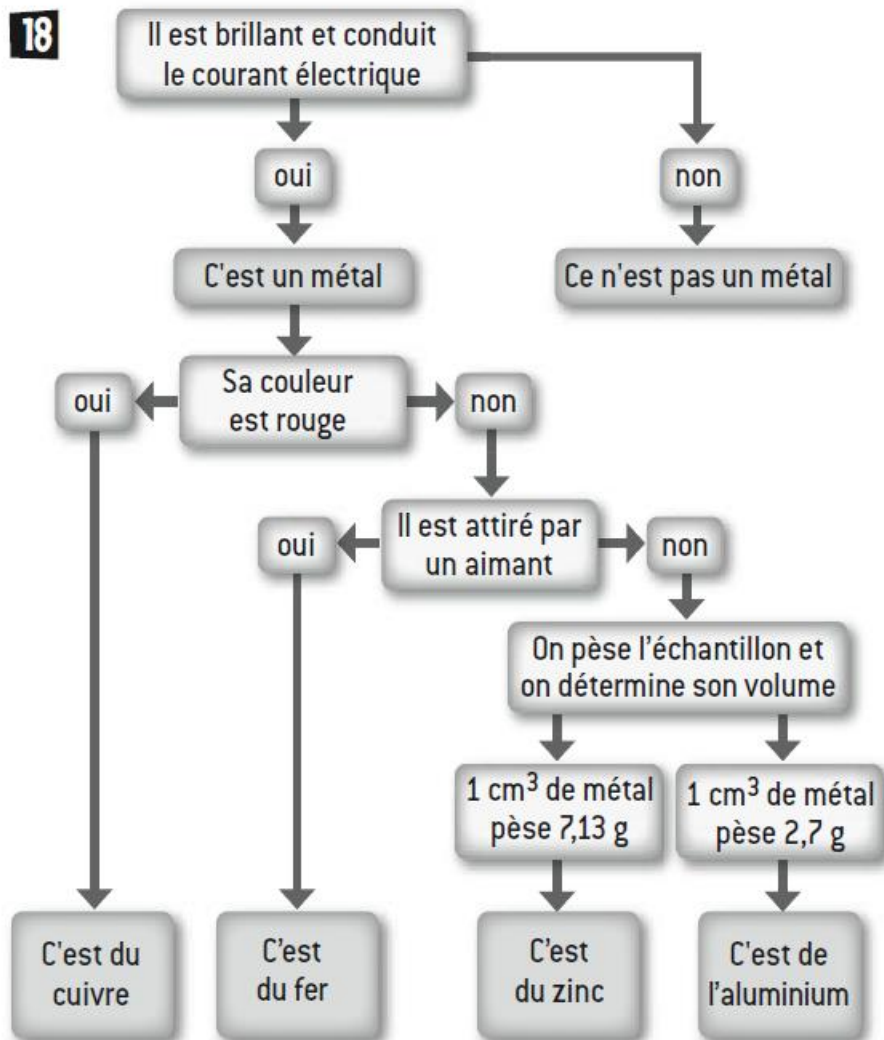 18
Il est brillant et conduit
le courant électrique
oui
non
C'est un métal
Ce n'est pas un métal
oui
Sa couleur
est rouge
non
oui
Il est attiré par
un aimant
non
On pèse l'échantillon et
on détermine son volume
1 cm³ de métal
pèse 7,13 g
1 cm³ de métal
pèse 2,7 g
C'est du
cuivre
C'est
du fer
C'est
du zinc
C'est de
l'aluminium